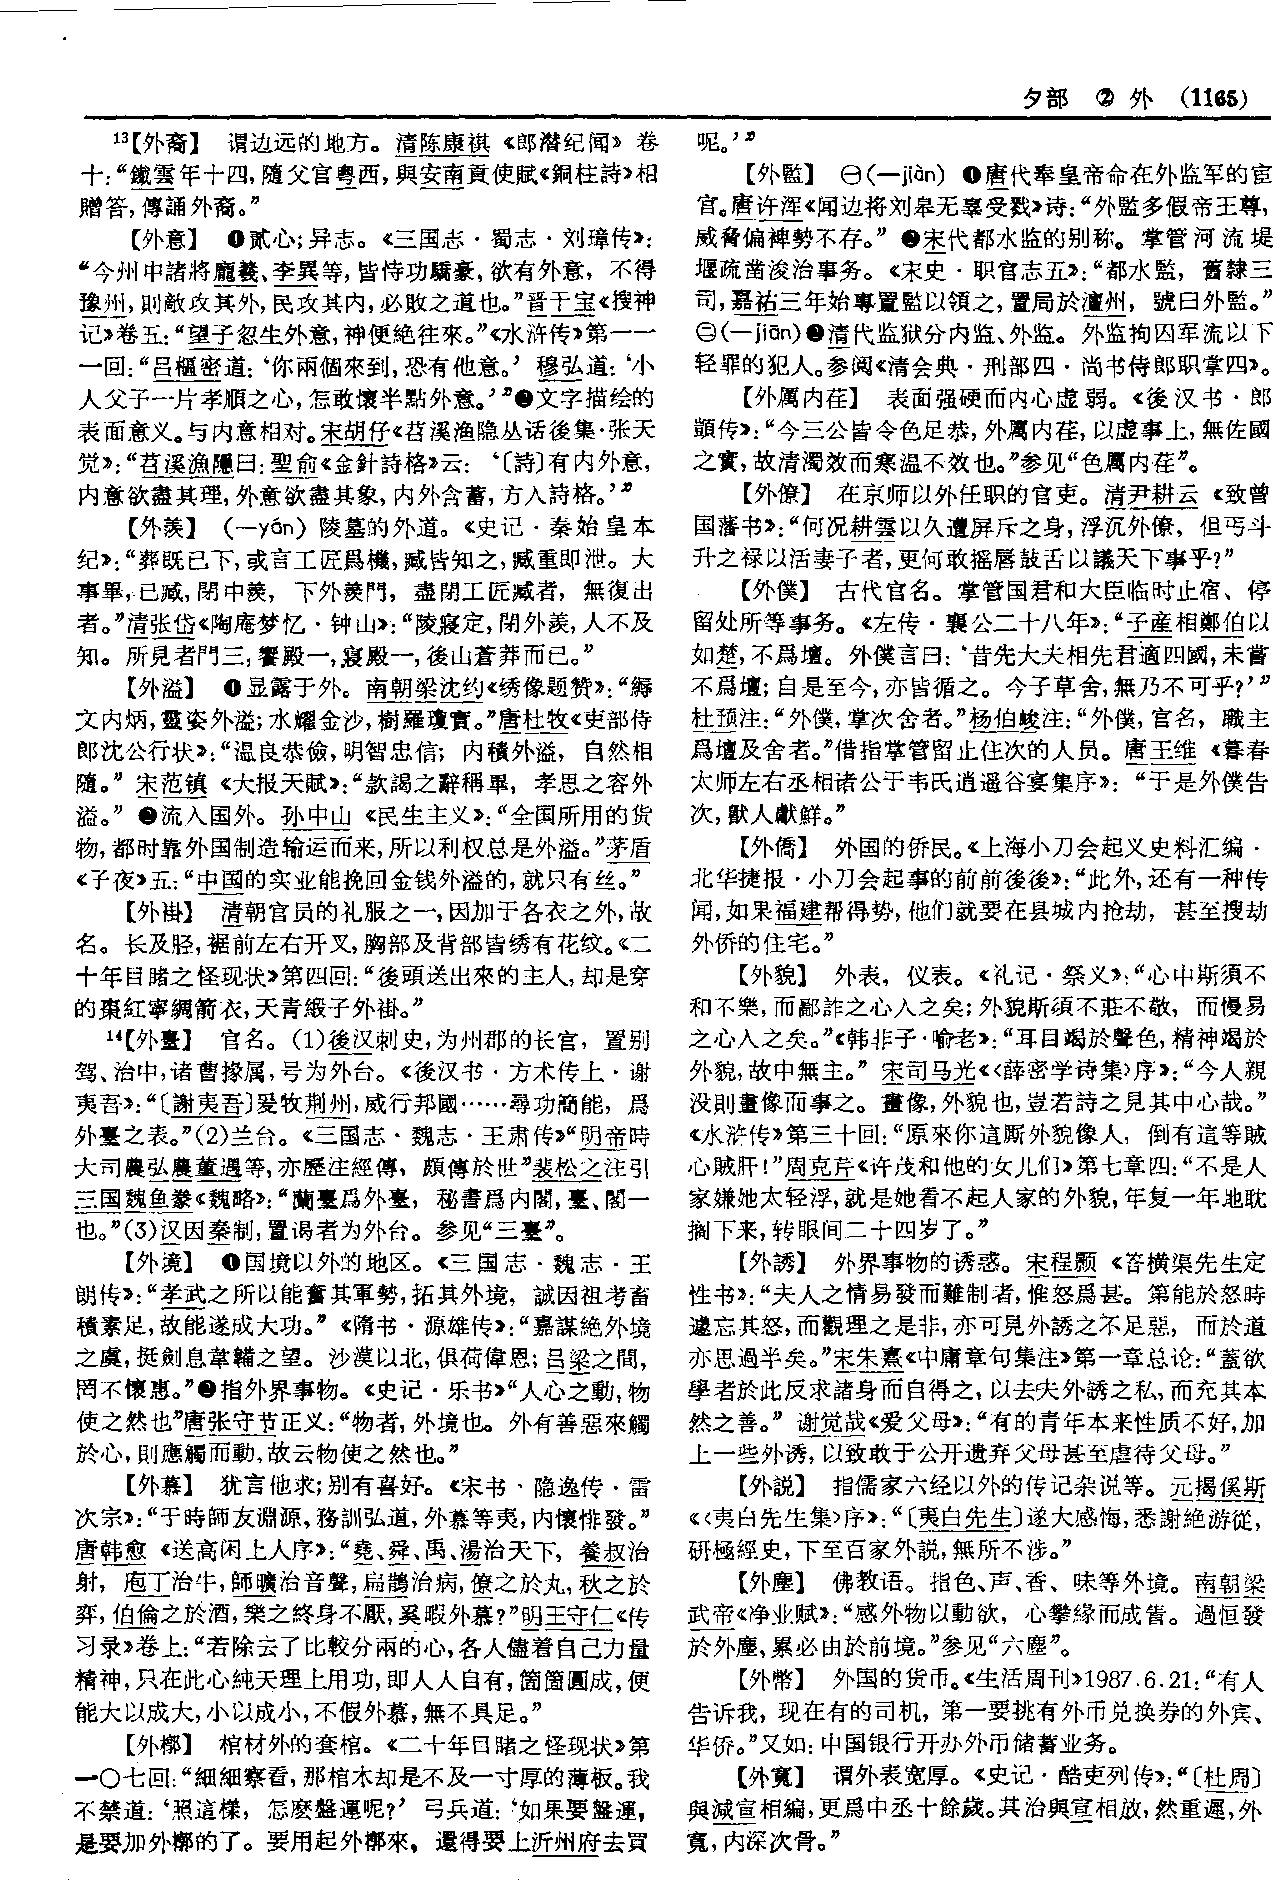 夕部 ② 外 (1165)
13【外裔】 谓边远的地方。清陈康祺《郎潜纪闻》卷
十：“鐵雲年十四，隨父官粤西，與安南貢使賦《銅柱詩》相
贈答，傳誦外裔。”
【外意】 ❶贰心；异志。《三国志·蜀志·刘璋传》：
“今州中諸將龐羲、李異等，皆恃功驕豪，欲有外意，不得
豫州，則敵攻其外，民攻其内，必敗之道也。”晋干宝《搜神
记》卷五：“望子忽生外意，神便絶往來。”《水浒传》第一一
一回：“吕樞密道：‘你兩個來到，恐有他意。’穆弘道：‘小
人父子一片孝順之心，怎敢懷半點外意。’”❷文字描绘的
表面意义。与内意相对。宋胡仔《苕溪渔隐丛话後集·张天
觉》：“苕溪漁隱曰：聖俞《金針詩格》云：‘〔詩〕有内外意，
内意欲盡其理，外意欲盡其象，内外含蓄，方入詩格。’”
【外羡】 （—yán）陵墓的外道。《史记·秦始皇本
纪》：“葬既已下，或言工匠爲機，臧皆知之，臧重即泄。大
事畢，已臧，閉中羨，下外羨門，盡閉工匠臧者，無復出
者。”清张岱《陶庵梦忆·钟山》：“陵寢定，閉外羨，人不及
知。所見者門三，饗殿一，寢殿一，後山蒼莽而已。”
【外溢】 ❶显露于外。南朝梁沈约《绣像题赞》：“縟
文内炳，靈姿外溢；水耀金沙，樹羅瓊實。”唐杜牧《吏部侍
郎沈公行状》：“温良恭儉，明智忠信；内積外溢，自然相
隨。”宋范镇《大报天赋》：“款謁之辭稱單，孝思之容外
溢。”❷流入国外。孙中山《民生主义》：“全国所用的货
物，都时靠外国制造输运而来，所以利权总是外溢。”茅盾
《子夜》五：“中国的实业能挽回金钱外溢的，就只有丝。”
【外褂】 清朝官员的礼服之一，因加于各衣之外，故
名。长及胫，裾前左右开叉，胸部及背部皆绣有花纹。《二
十年目睹之怪现状》第四回：“後頭送出來的主人，却是穿
的棗紅寧綢箭衣，天青緞子外褂。”
14【外臺】 官名。（1）後汉刺史，为州郡的长官，置别
驾、治中，诸曹掾属，号为外台。《後汉书·方术传上·谢
夷吾》：“〔謝夷吾〕爰牧荆州，威行邦國……尋功簡能，爲
外臺之表。”（2）兰台。《三国志·魏志·王肃传》“明帝時
大司農弘農董遇等，亦歷注經傳，頗傳於世”裴松之注引
三国魏鱼豢《魏略》：“蘭臺爲外臺，秘書爲内閣，臺、閣一
也。”（3）汉因秦制，置谒者为外台。参见“三臺”。
【外境】 ❶国境以外的地区。《三国志·魏志·王
朗传》：“孝武之所以能奮其軍勢，拓其外境，誠因祖考畜
積素足，故能遂成大功。”《隋书·源雄传》：“嘉謀絶外境
之虞，挺劍息韋韝之望。沙漠以北，俱荷偉恩；吕梁之間，
罔不懷惠。”❷指外界事物。《史记·乐书》“人心之動，物
使之然也”唐张守节正义：“物者，外境也。外有善惡來觸
於心，則應觸而動，故云物使之然也。”
【外慕】 犹言他求；别有喜好。《宋书·隐逸传·雷
次宗》：“于時師友淵源，務訓弘道，外慕等夷，内懷悱發。”
唐韩愈《送高闲上人序》：“堯、舜、禹、湯治天下，養叔治
射，庖丁治牛，師曠治音聲，扁鵲治病，僚之於丸，秋之於
弈，伯倫之於酒，樂之終身不厭，奚暇外慕？”明王守仁《传
习录》卷上：“若除去了比較分兩的心，各人儘着自己力量
精神，只在此心純天理上用功，即人人自有，箇箇圓成，便
能大以成大，小以成小，不假外慕，無不具足。”
【外槨】 棺材外的套棺。《二十年目睹之怪现状》第
一〇七回：“細細察看，那棺木却是不及一寸厚的薄板。我
不禁道：‘照這樣，怎麽盤運呢？’弓兵道：‘如果要盤運，
是要加外槨的了。要用起外槨來，還得要上沂州府去買
呢。’”
【外監】 ㊀（—jiàn）❶唐代奉皇帝命在外监军的宦
官。唐许浑《闻边将刘皋无辜受戮》诗：“外監多假帝王尊，
威脅偏裨勢不存。”❷宋代都水监的别称。掌管河流堤
堰疏凿浚治事务。《宋史·职官志五》：“都水監，舊隸三
司，嘉祐三年始專置監以領之，置局於澶州，號曰外監。”
㊁（—jiān）❷清代监狱分内监、外监。外监拘囚军流以下
轻罪的犯人。参阅《清会典·刑部四·尚书侍郎职掌四》。
【外厲内荏】 表面强硬而内心虚弱。《後汉书·郎
顗传》：“今三公皆令色足恭，外厲内荏，以虚事上，無佐國
之實，故清濁效而寒温不效也。”参见“色厲内荏”。
【外僚】 在京师以外任职的官吏。清尹耕云《致曾
国藩书》：“何况耕雲以久遭屏斥之身，浮沉外僚，但丐斗
升之禄以活妻子者，更何敢摇唇鼓舌以議天下事乎？”
【外僕】 古代官名。掌管国君和大臣临时止宿、停
留处所等事务。《左传·襄公二十八年》：“子産相鄭伯以
如楚，不爲壇。外僕言曰：‘昔先大夫相先君適四國，未嘗
不爲壇；自是至今，亦皆循之。今子草舍，無乃不可乎？’”
杜预注：“外僕，掌次舍者。”杨伯峻注：“外僕，官名，職主
爲壇及舍者。”借指掌管留止住次的人员。唐王维《暮春
太师左右丞相诸公于韦氏逍遥谷宴集序》：“于是外僕告
次，獸人獻鮮。”
【外僑】 外国的侨民。《上海小刀会起义史料汇编·
北华捷报·小刀会起事的前前後後》：“此外，还有一种传
闻，如果福建帮得势，他们就要在县城内抢劫，甚至搜劫
外侨的住宅。”
【外貌】 外表，仪表。《礼记·祭义》：“心中斯須不
和不樂，而鄙詐之心入之矣；外貌斯須不莊不敬，而慢易
之心入之矣。”《韩非子·喻老》：“耳目竭於聲色，精神竭於
外貌，故中無主。”宋司马光《〈薛密学诗集〉序》：“今人親
没則畫像而事之。畫像，外貌也，豈若詩之見其中心哉。”
《水浒传》第三十回：“原來你這厮外貌像人，倒有這等賊
心賊肝！”周克芹《许茂和他的女儿们》第七章四：“不是人
家嫌她太轻浮，就是她看不起人家的外貌，年复一年地耽
搁下来，转眼间二十四岁了。”
【外誘】 外界事物的诱惑。宋程颢《答横渠先生定
性书》：“夫人之情易發而難制者，惟怒爲甚。第能於怒時
遽忘其怒，而觀理之是非，亦可見外誘之不足惡，而於道
亦思過半矣。”宋朱熹《中庸章句集注》第一章总论：“蓋欲
學者於此反求諸身而自得之，以去夫外誘之私，而充其本
然之善。”谢觉哉《爱父母》：“有的青年本来性质不好，加
上一些外诱，以致敢于公开遗弃父母甚至虐待父母。”
【外説】 指儒家六经以外的传记杂说等。元揭傒斯
《〈夷白先生集〉序》：“〔夷白先生〕遂大感悔，悉謝絶游從，
研極經史，下至百家外説，無所不涉。”
【外塵】 佛教语。指色、声、香、味等外境。南朝梁
武帝《净业赋》：“感外物以動欲，心攀緣而成眚。過恒發
於外塵，累必由於前境。”参见“六塵”。
【外幣】 外国的货币。《生活周刊》1987.6.21：“有人
告诉我，现在有的司机，第一要挑有外币兑换券的外宾、
华侨。”又如：中国银行开办外币储蓄业务。
【外寬】 谓外表宽厚。《史记·酷吏列传》：“〔杜周〕
與減宣相編，更爲中丞十餘歲。其治與宣相放，然重遲，外
寬，内深次骨。”